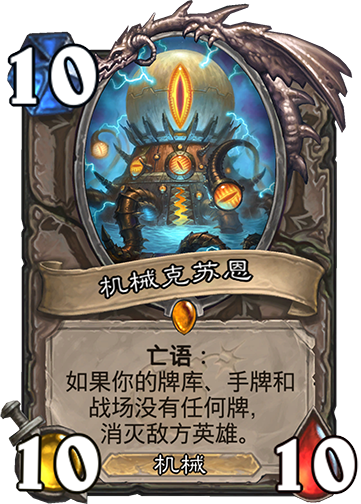 10
机械克苏恩
亡语：
如果你的牌库、手牌和
战场没有任何牌，
消灭敌方英雄。
10
机械
10